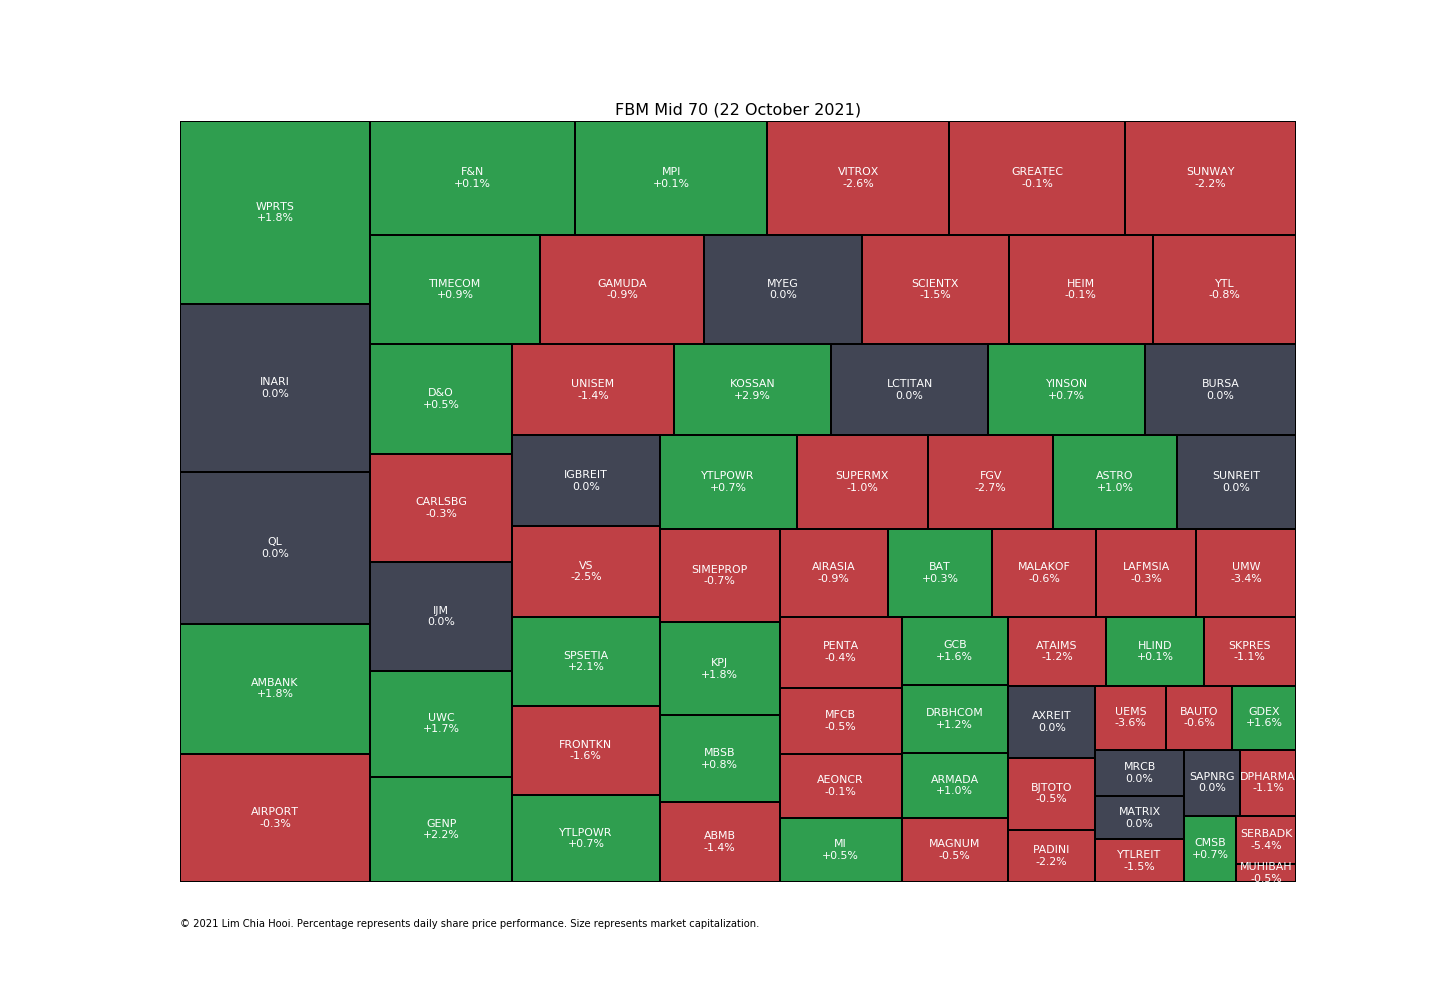 FBM Mid 70 (22 October 2021)
WPRTS
+1.8%
INARI
0.0%
QL
0.0%
AMBANK
+1.8%
AIRPORT
-0.3%
F&N
+0.1%
MPI
+0.1%
VITROX
-2.6%
GREATEC
-0.1%
SUNWAY
-2.2%
TIMECOM
+0.9%
GAMUDA
-0.9%
MYEG
0.0%
SCIENTX
-1.5%
HEIM
-0.1%
YTL
-0.8%
D&O
+0.5%
CARLSBG
-0.3%
IJM
0.0%
UWC
+1.7%
GENP
+2.2%
UNISEM
-1.4%
KOSSAN
+2.9%
LCTITAN
0.0%
YINSON
+0.7%
BURSA
0.0%
IGBREIT
0.0%
VS
-2.5%
SPSETIA
+2.1%
FRONTKN
-1.6%
YTLPOWR
+0.7%
YTLPOWR
+0.7%
SUPERMX
-1.0%
FGV
-2.7%
ASTRO
+1.0%
SUNREIT
0.0%
SIMEPROP
-0.7%
KPJ
+1.8%
MBSB
+0.8%
ABMB
-1.4%
AIRASIA
-0.9%
BAT
+0.3%
MALAKOF
-0.6%
LAFMSIA
-0.3%
UMW
-3.4%
PENTA
-0.4%
MFCB
-0.5%
AEONCR
-0.1%
MI
+0.5%
GCB
+1.6%
DRBHCOM
+1.2%
ARMADA
+1.0%
MAGNUM
-0.5%
ATAIMS
-1.2%
HLIND
+0.1%
SKPRES
-1.1%
AXREIT
0.0%
BJTOTO
-0.5%
PADINI
-2.2%
UEMS
-3.6%
BAUTO
-0.6%
GDEX
+1.6%
MRCB
0.0%
MATRIX
0.0%
YTLREIT
-1.5%
SAPNRG
0.0%
DPHARMA
-1.1%
CMSB
+0.7%
SERBADK
-5.4%
MUHIBAH
-0.5%
© 2021 Lim Chia Hooi. Percentage represents daily share price performance. Size represents market capitalization.